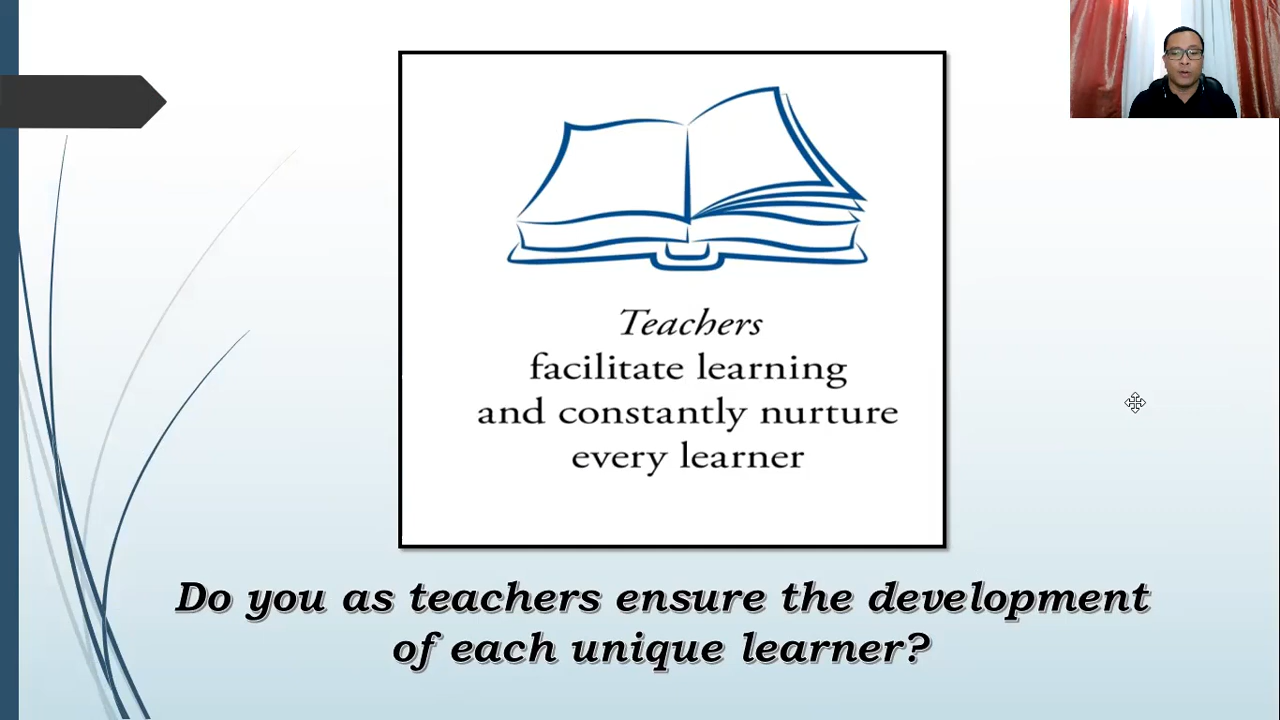 Teachers
facilitate learning
and constantly nurture
every learner
Do you as teachers ensure the development
of each unique learner?